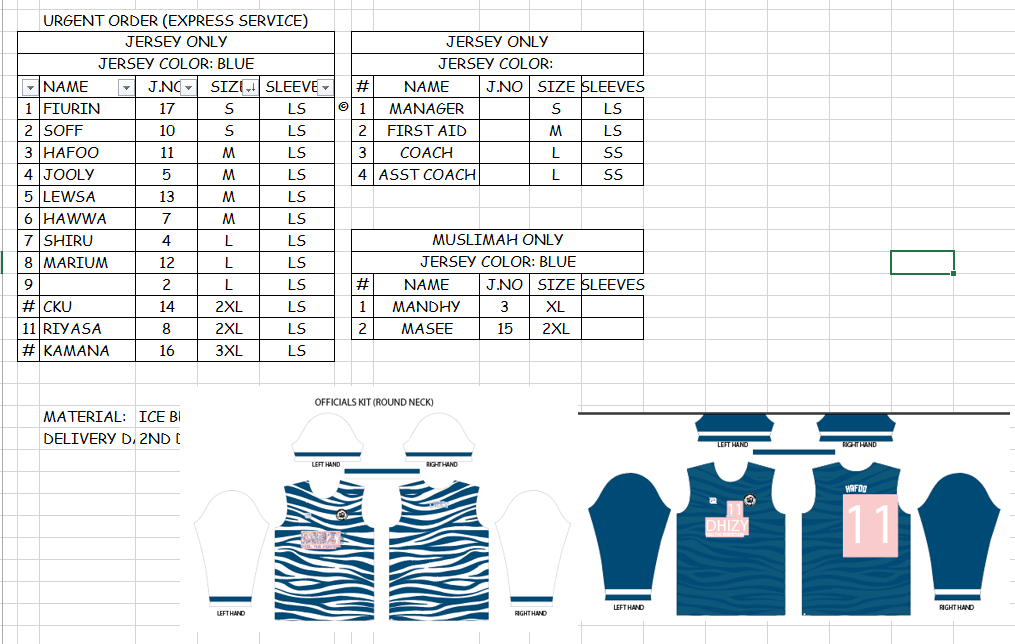 URGENT ORDER (EXPRESS SERVICE)
JERSEY ONLY
JERSEY COLOR: BLUE
NAME J.NO SIZE SLEEVE
1 FIURIN 17 S LS
2 SOFF 10 S LS
3 HAFOO 11 M LS
4 JOOLY 5 M LS
5 LEWSA 13 M LS
6 HAWWA 7 M LS
7 SHIRU 4 L LS
8 MARIUM 12 L LS
9 2 L LS
# CKU 14 2XL LS
11 RIYASA 8 2XL LS
# KAMANA 16 3XL LS
©
JERSEY ONLY
JERSEY COLOR:
# NAME J.NO SIZE SLEEVES
1 MANAGER S LS
2 FIRST AID M LS
3 COACH L SS
4 ASST COACH L SS
MUSLIMAH ONLY
JERSEY COLOR: BLUE
# NAME J.NO SIZE SLEEVES
1 MANDHY 3 XL
2 MASEE 15 2XL
MATERIAL: ICE
DELIVERY 2ND
OFFICIALS KIT (ROUND NECK)
LEFT HAND
RIGHT HAND
LEFT HAND
RIGHT HAND
LEFT HAND
RIGHT HAND
11
DHIZY
HAFOO
11
LEFT HAND
RIGHT HAND